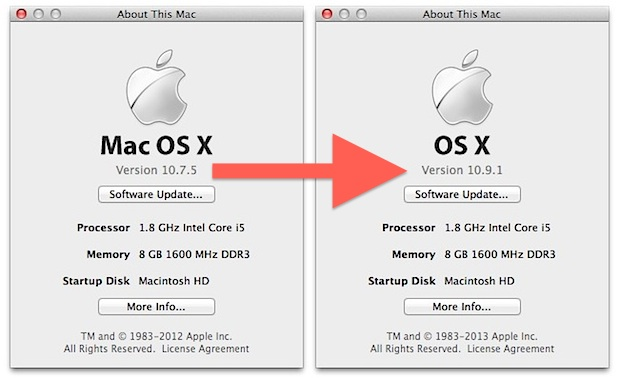 About This Mac
Mac OS X
Version 10.7.5
Software Update...
Processor 1.8 GHz Intel Core i5
Memory 8 GB 1600 MHz DDR3
Startup Disk Macintosh HD
More Info...
TM and © 1983-2012 Apple Inc.
All Rights Reserved. License Agreement
About This Mac
OS X
Version 10.9.1
Software Update...
Processor 1.8 GHz Intel Core i5
Memory 8 GB 1600 MHz DDR3
Startup Disk Macintosh HD
More Info...
TM and © 1983-2013 Apple Inc.
All Rights Reserved. License Agreement